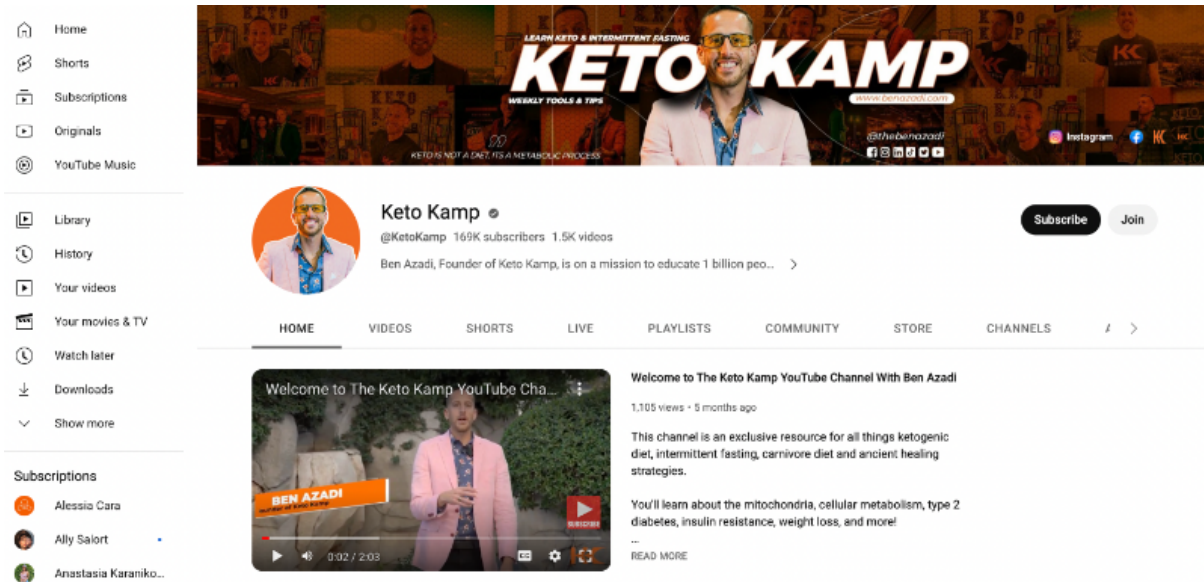 Home
Shorts
Subscriptions
Originals
YouTube Music
Library
History
Your videos
Your movies & TV
Watch later
Downloads
Show more
Subscriptions
Alessia Cara
Ally Salort
Anastasia Karaniko...
LEARN KETO & INTERMITTENT FASTING
KETO KAMP
WEEKLY TOOLS & TIPS
www.benazadi.com
KETO IS NOT A DIET, ITS A METABOLIC PROCESS
@thebenazadi
Instagram
Keto Kamp
@KetoKamp 169K subscribers 1.5K videos
Ben Azadi, Founder of Keto Kamp, is on a mission to educate 1 billion peo...
Subscribe
Join
HOME VIDEOS SHORTS LIVE PLAYLISTS COMMUNITY STORE CHANNELS
Welcome to The Keto Kamp YouTube Cha...
BEN AZADI
Founder of Keto Kamp
SUBSCRIBE
0:02 / 2:03
Welcome to The Keto Kamp YouTube Channel With Ben Azadi
1,105 views • 5 months ago
This channel is an exclusive resource for all things ketogenic
diet, intermittent fasting, carnivore diet and ancient healing
strategies.
You'll learn about the mitochondria, cellular metabolism, type 2
diabetes, insulin resistance, weight loss, and more!
...
READ MORE